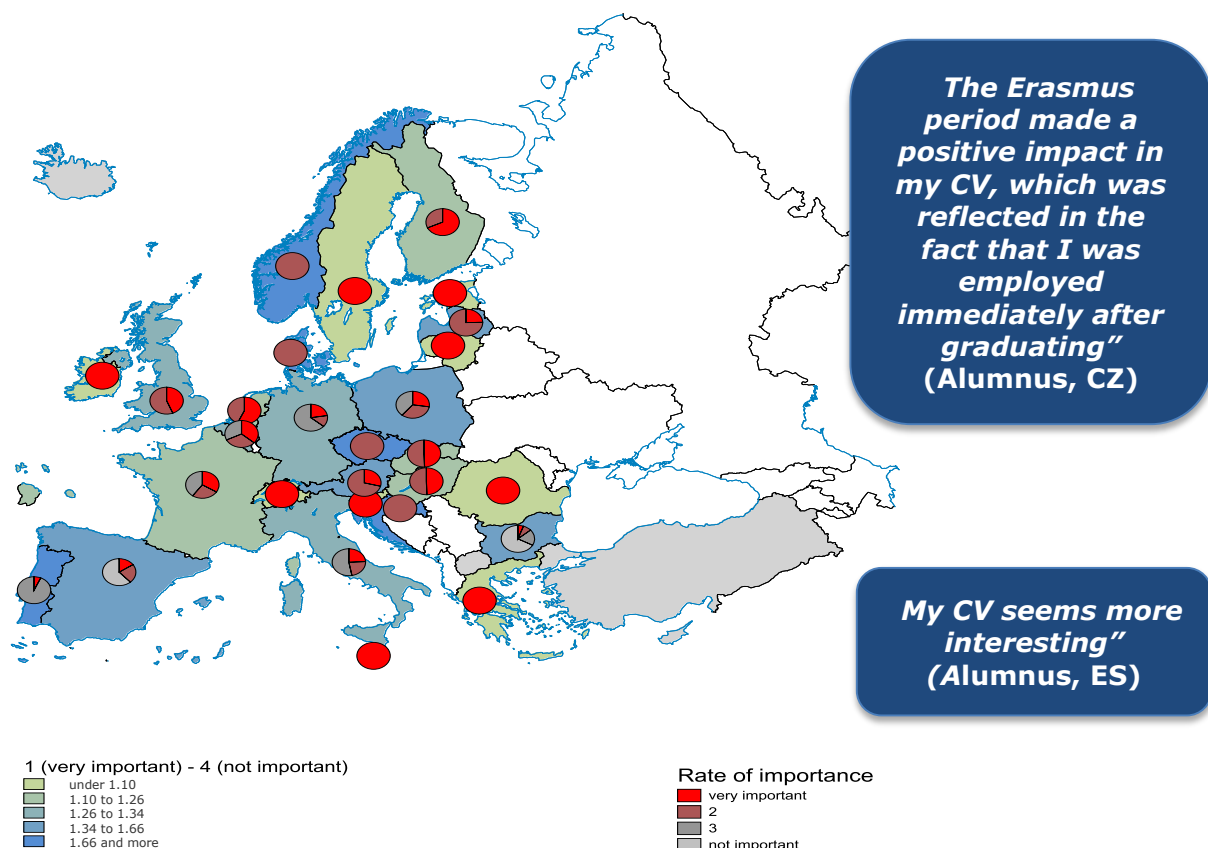 The Erasmus
period made a
positive impact in
my CV, which was
reflected in the
fact that I was
employed
immediately after
graduating”
(Alumnus, CZ)
My CV seems more
interesting”
(Alumnus, ES)
1 (very important) - 4 (not important)
under 1.10
1.10 to 1.26
1.26 to 1.34
1.34 to 1.66
1.66 and more
Rate of importance
very important
2
3
not important